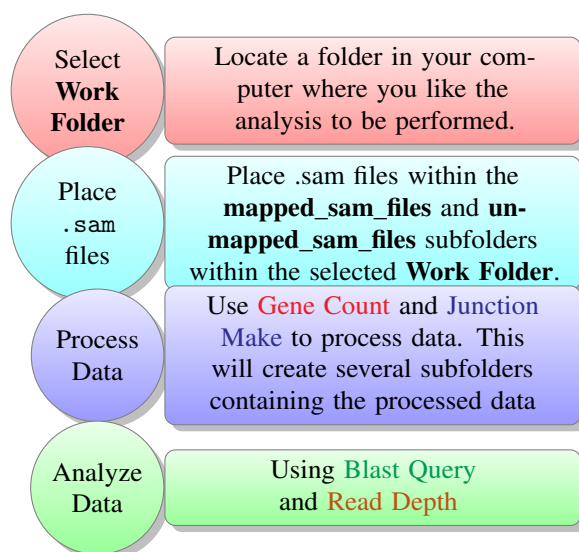 Select
Work
Folder
Locate a folder in your com-
puter where you like the
analysis to be performed.
Place
.sam
files
Place .sam files within the
mapped_sam_files and un-
mapped_sam_files subfolders
within the selected Work Folder.
Process
Data
Use Gene Count and Junction
Make to process data. This
will create several subfolders
containing the processed data
Analyze
Data
Using Blast Query
and Read Depth